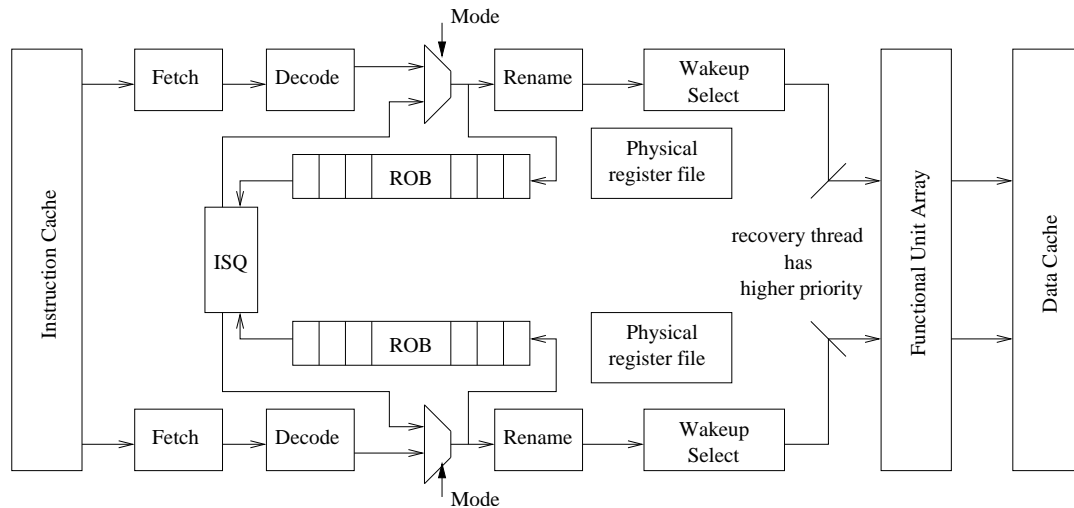 Mode
Instruction Cache
Fetch
Decode
Rename
Wakeup
Select
ROB
Physical
register file
ISQ
recovery thread
has
higher priority
Functional Unit Array
Data Cache
ROB
Physical
register file
Fetch
Decode
Rename
Wakeup
Select
Mode